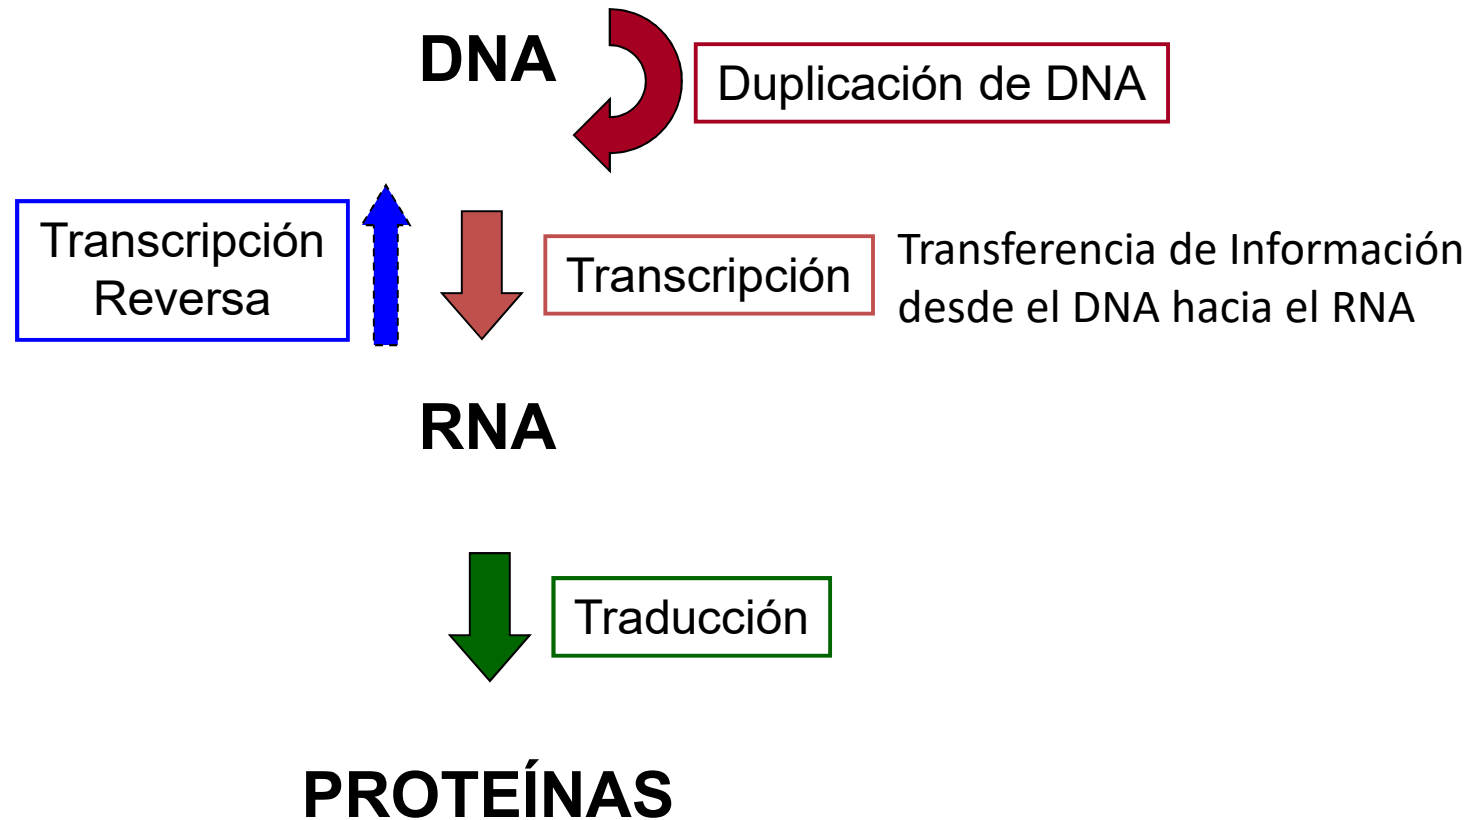 DNA
Duplicación de DNA
Transcripción
Reversa
Transcripción
Transferencia de Información
desde el DNA hacia el RNA
RNA
Traducción
PROTEÍNAS